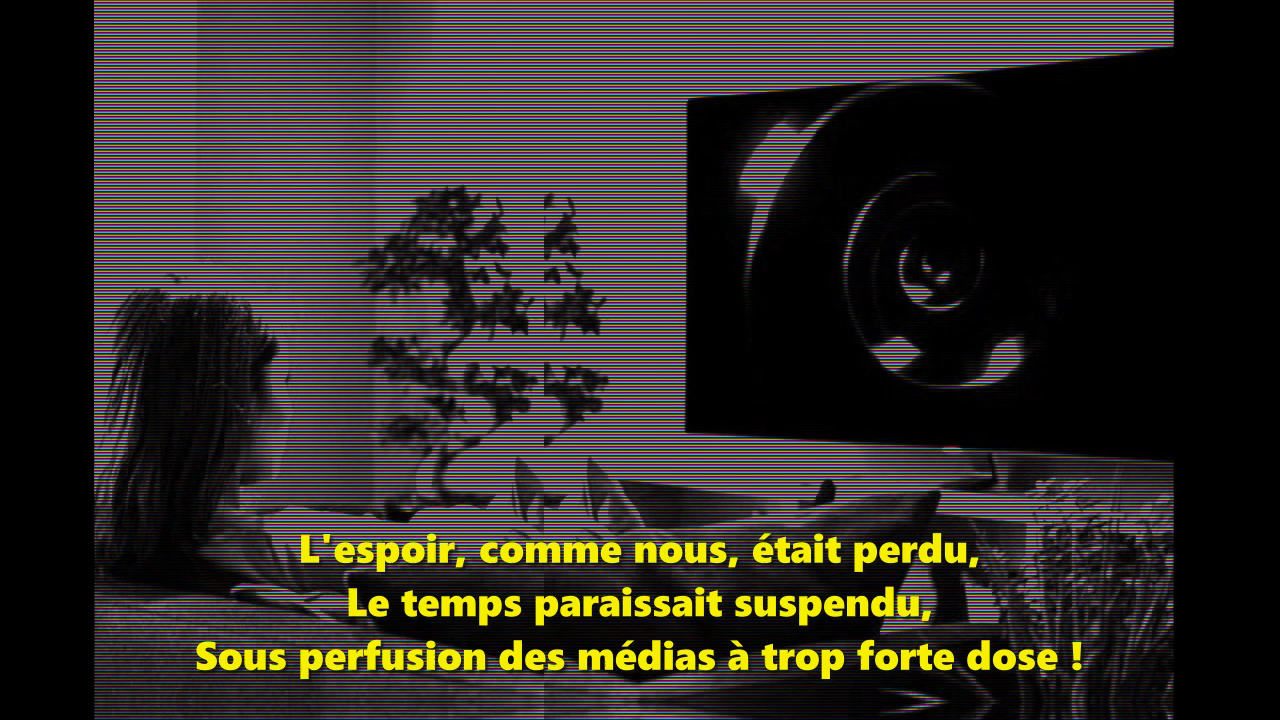 L'espoir, comme nous, était perdu,
Le temps paraissait suspendu,
Sous perfusion des médias à trop forte dose !